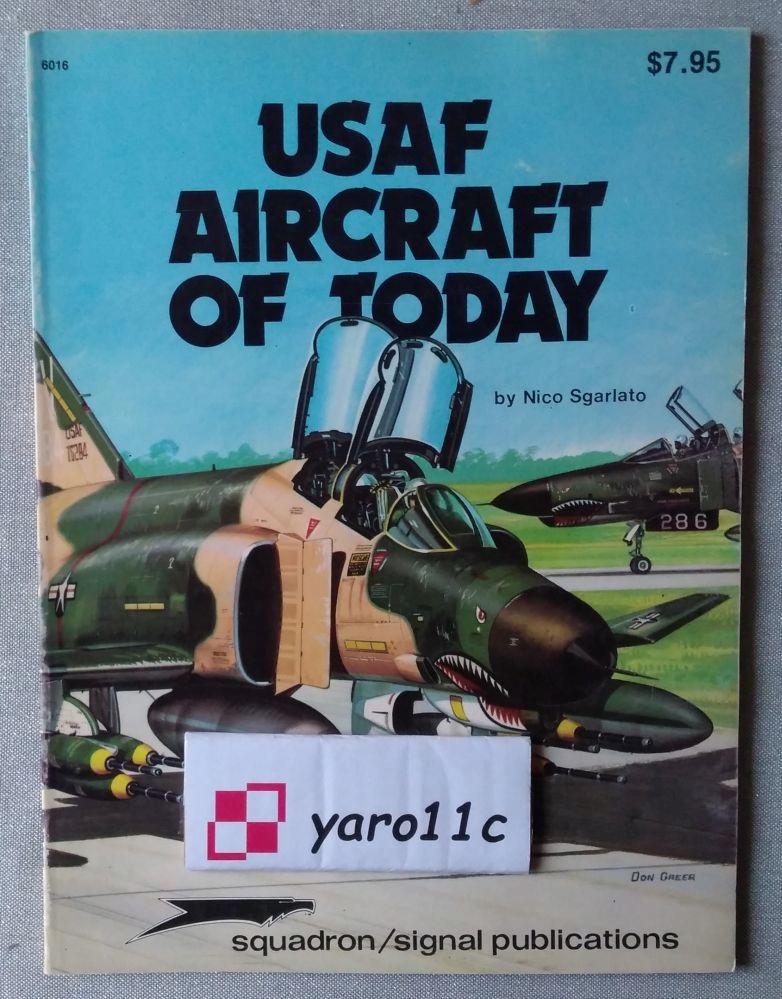 6016
$7.95
USAF
AIRCRAFT
OF TODAY
by Nico Sgarlato
USAF
286
yaro11c
DON GREER
squadron/signal publications